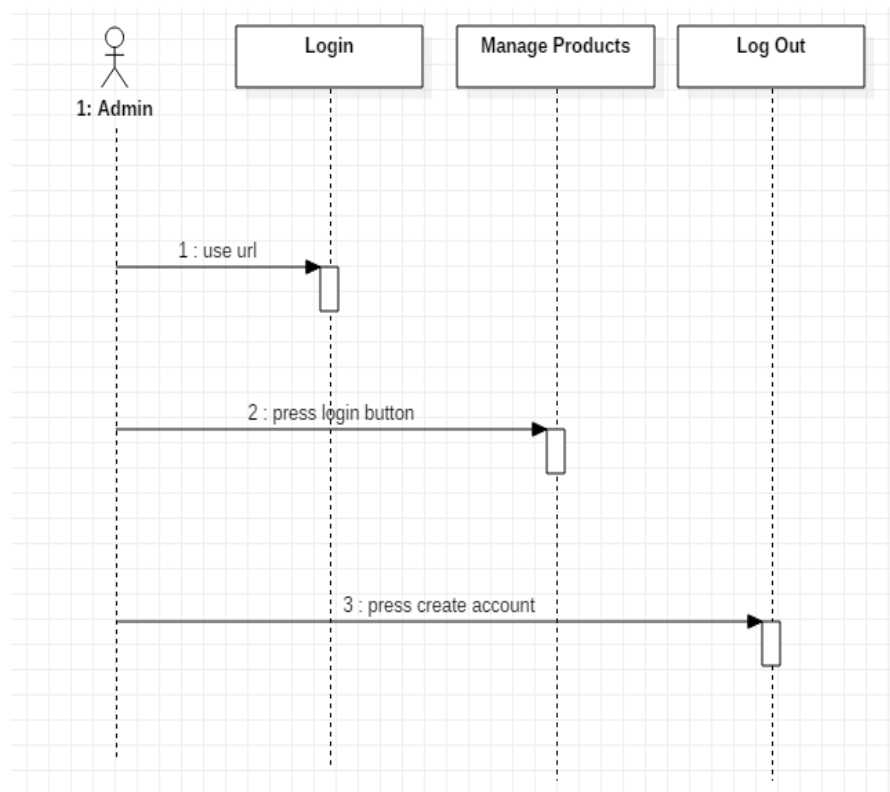 Login
Manage Products
Log Out
1: Admin
1 : use url
2 : press login button
3 : press create account